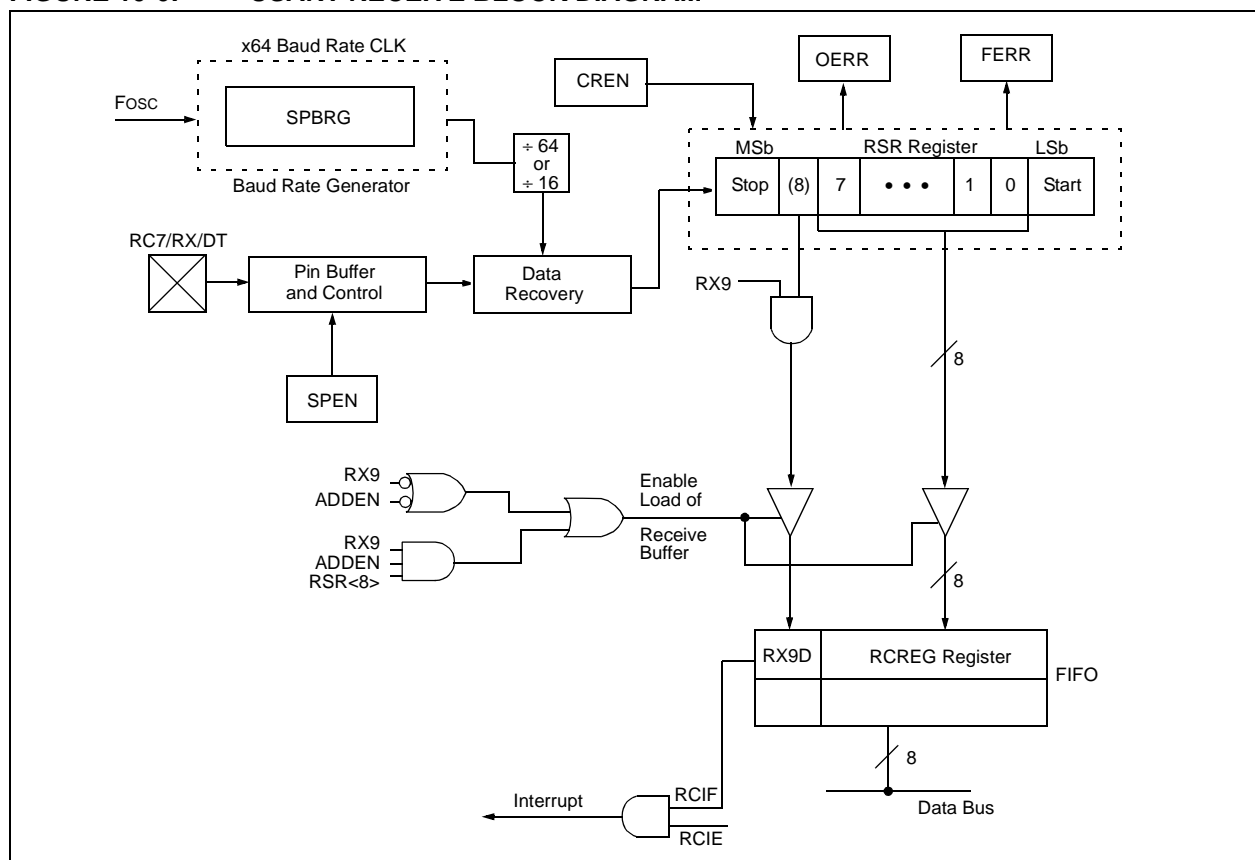 x64 Baud Rate CLK
FOSC
SPBRG
Baud Rate Generator
CREN
OERR
FERR
÷ 64
or
÷ 16
MSb
RSR Register
LSb
Stop
(8)
7
• • •
1
0
Start
RC7/RX/DT
Pin Buffer
and Control
Data
Recovery
RX9
8
SPEN
RX9
ADDEN
Enable
Load of
Receive
Buffer
RX9
ADDEN
RSR<8>
8
RX9D
RCREG Register
FIFO
8
Interrupt
RCIF
RCIE
Data Bus